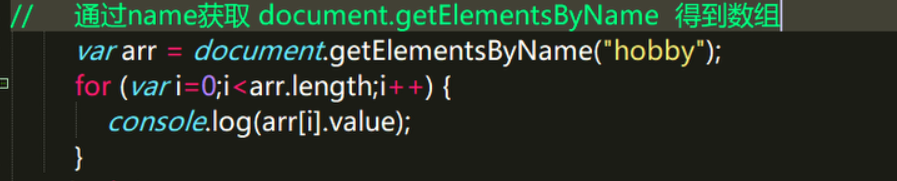 //    通过name获取 document.getElementsByName  得到数组
var arr = document.getElementsByName("hobby");
for (var i=0;i<arr.length;i++) {
console.log(arr[i].value);
}